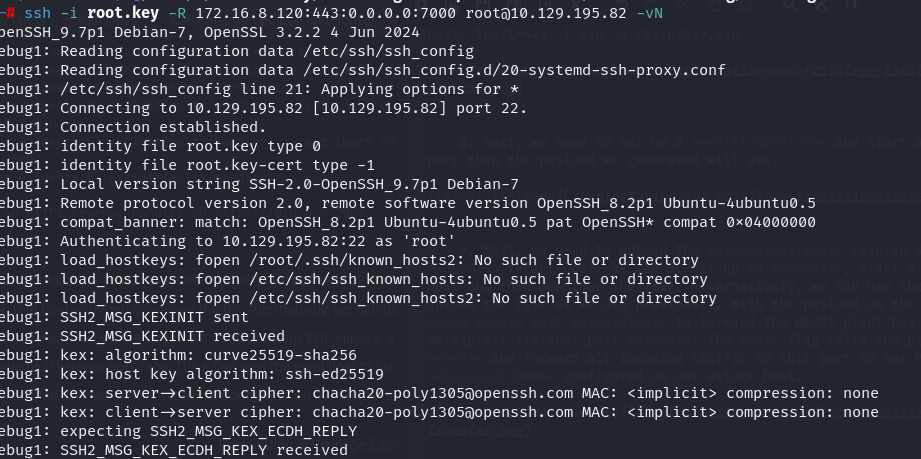 # ssh -i root.key -R 172.16.8.120:443:0.0.0.0:7000 root@10.129.195.82 -vN
penSSH_9.7p1 Debian-7, OpenSSL 3.2.2 4 Jun 2024
ebug1: Reading configuration data /etc/ssh/ssh_config
ebug1: Reading configuration data /etc/ssh/ssh_config.d/20-systemd-ssh-proxy.conf
ebug1: /etc/ssh/ssh_config line 21: Applying options for *
ebug1: Connecting to 10.129.195.82 [10.129.195.82] port 22.
ebug1: Connection established.
ebug1: identity file root.key type 0
ebug1: identity file root.key-cert type -1
ebug1: Local version string SSH-2.0-OpenSSH_9.7p1 Debian-7
ebug1: Remote protocol version 2.0, remote software version OpenSSH_8.2p1 Ubuntu-4ubuntu0.5
ebug1: compat_banner: match: OpenSSH_8.2p1 Ubuntu-4ubuntu0.5 pat OpenSSH* compat 0×04000000
ebug1: Authenticating to 10.129.195.82:22 as 'root'
ebug1: load_hostkeys: fopen /root/.ssh/known_hosts2: No such file or directory
ebug1: load_hostkeys: fopen /etc/ssh/ssh_known_hosts: No such file or directory
ebug1: load_hostkeys: fopen /etc/ssh/ssh_known_hosts2: No such file or directory
ebug1: SSH2_MSG_KEXINIT sent
ebug1: SSH2_MSG_KEXINIT received
ebug1: kex: algorithm: curve25519-sha256
ebug1: kex: host key algorithm: ssh-ed25519
ebug1: kex: server→client cipher: chacha20-poly1305@openssh.com MAC: <implicit> compression: none
ebug1: kex: client→server cipher: chacha20-poly1305@openssh.com MAC: <implicit> compression: none
ebug1: expecting SSH2_MSG_KEX_ECDH_REPLY
ebug1: SSH2_MSG_KEX_ECDH_REPLY received